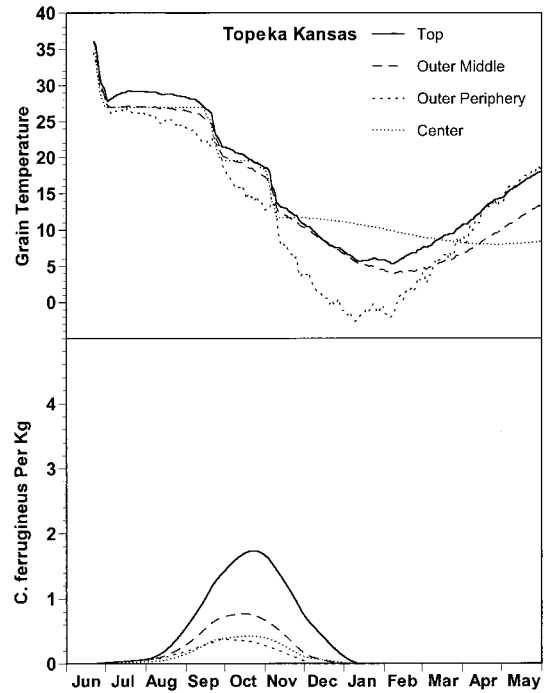 Topeka Kansas
Top
Outer Middle
Outer Periphery
Center
Grain Temperature
40
35
30
25
20
15
10
5
0
C. ferrugineus Per Kg
4
3
2
1
0
Jun Jul Aug Sep Oct Nov Dec Jan Feb Mar Apr May